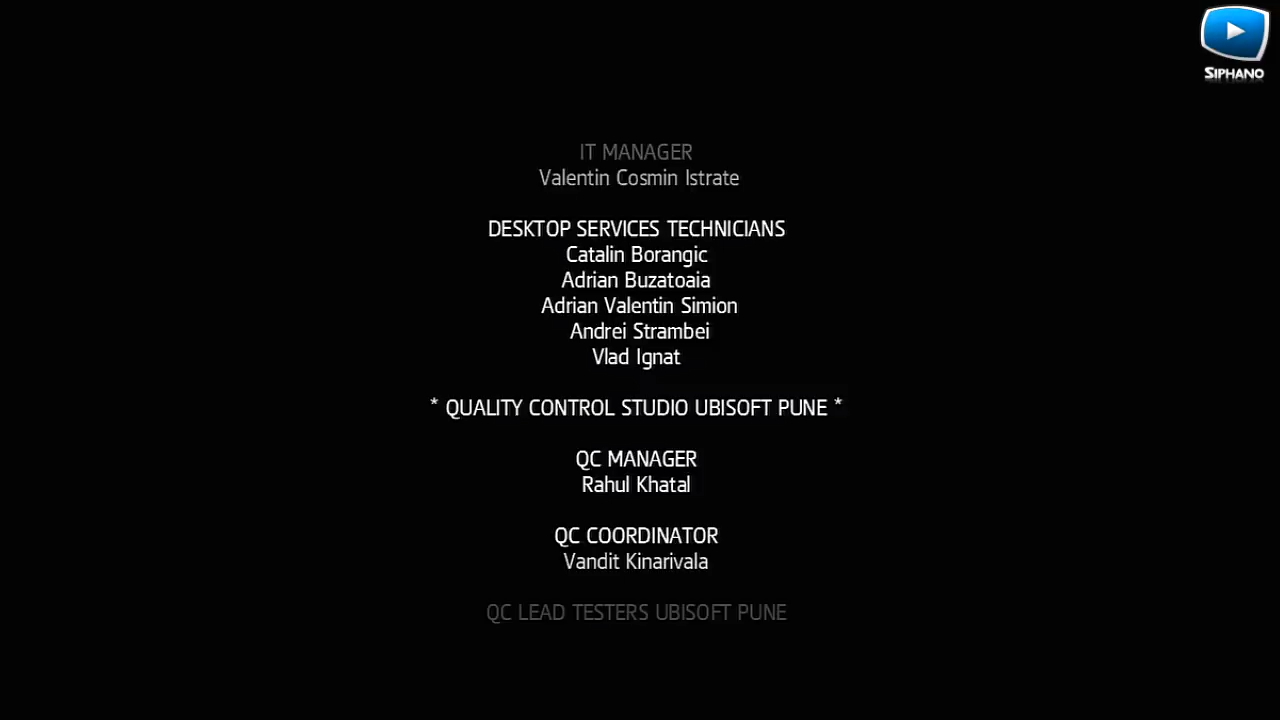 SIPHANO
IT MANAGER
Valentin Cosmin Istrate
DESKTOP SERVICES TECHNICIANS
Catalin Borangic
Adrian Buzatoaia
Adrian Valentin Simion
Andrei Strambei
Vlad Ignat
* QUALITY CONTROL STUDIO UBISOFT PUNE *
QC MANAGER
Rahul Khatal
QC COORDINATOR
Vandit Kinarivala
QC LEAD TESTERS UBISOFT PUNE